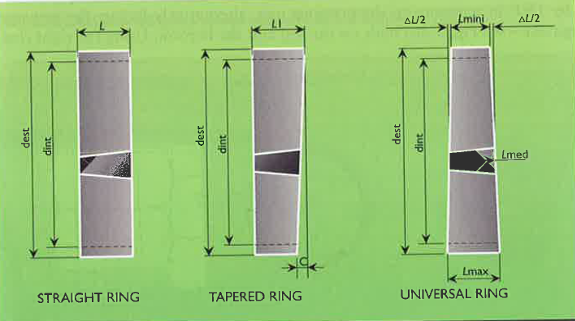 L
L1
ΔL/2
Lmini
ΔL/2
dest
dint
dest
dint
dest
dint
Lmed
C
Lmax
STRAIGHT RING
TAPERED RING
UNIVERSAL RING